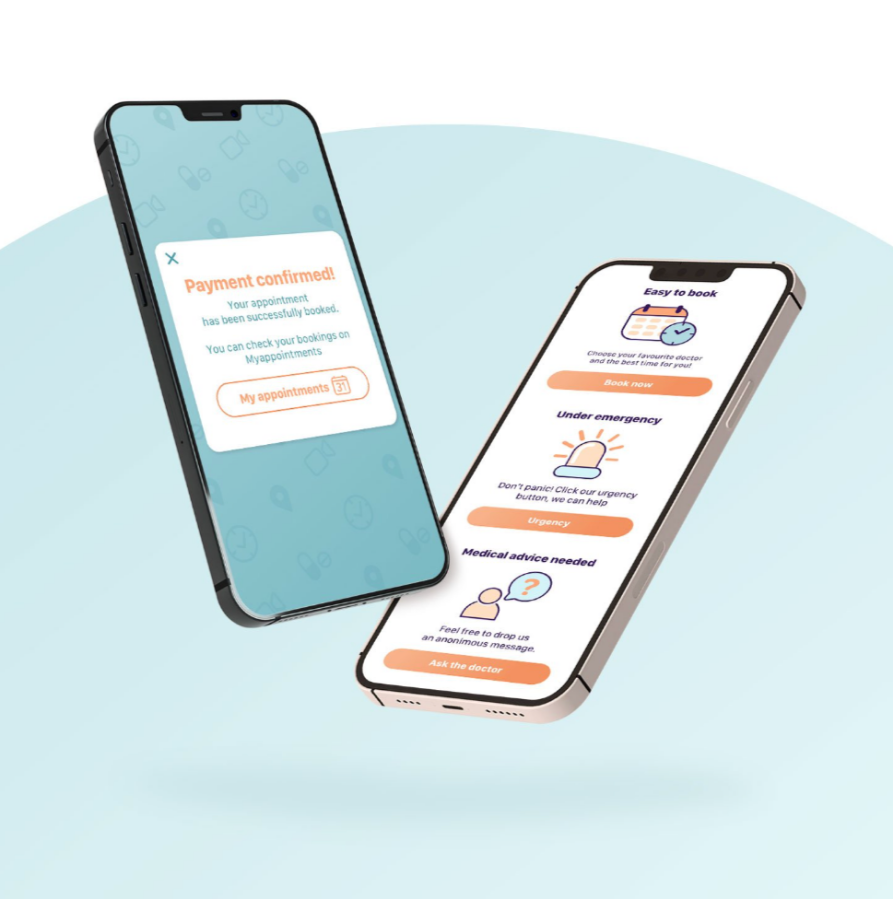 Payment confirmed!
Your appointment
has been successfully booked.
You can check your bookings on
Myappointments
My appointments 31
Easy to book
Choose your favourite doctor
and the best time for you!
Book now
Under emergency
Don't panic! Click our urgency
button, we can help
Urgency
Medical advice needed
?
Feel free to drop us
an anonimous message.
Ask the doctor